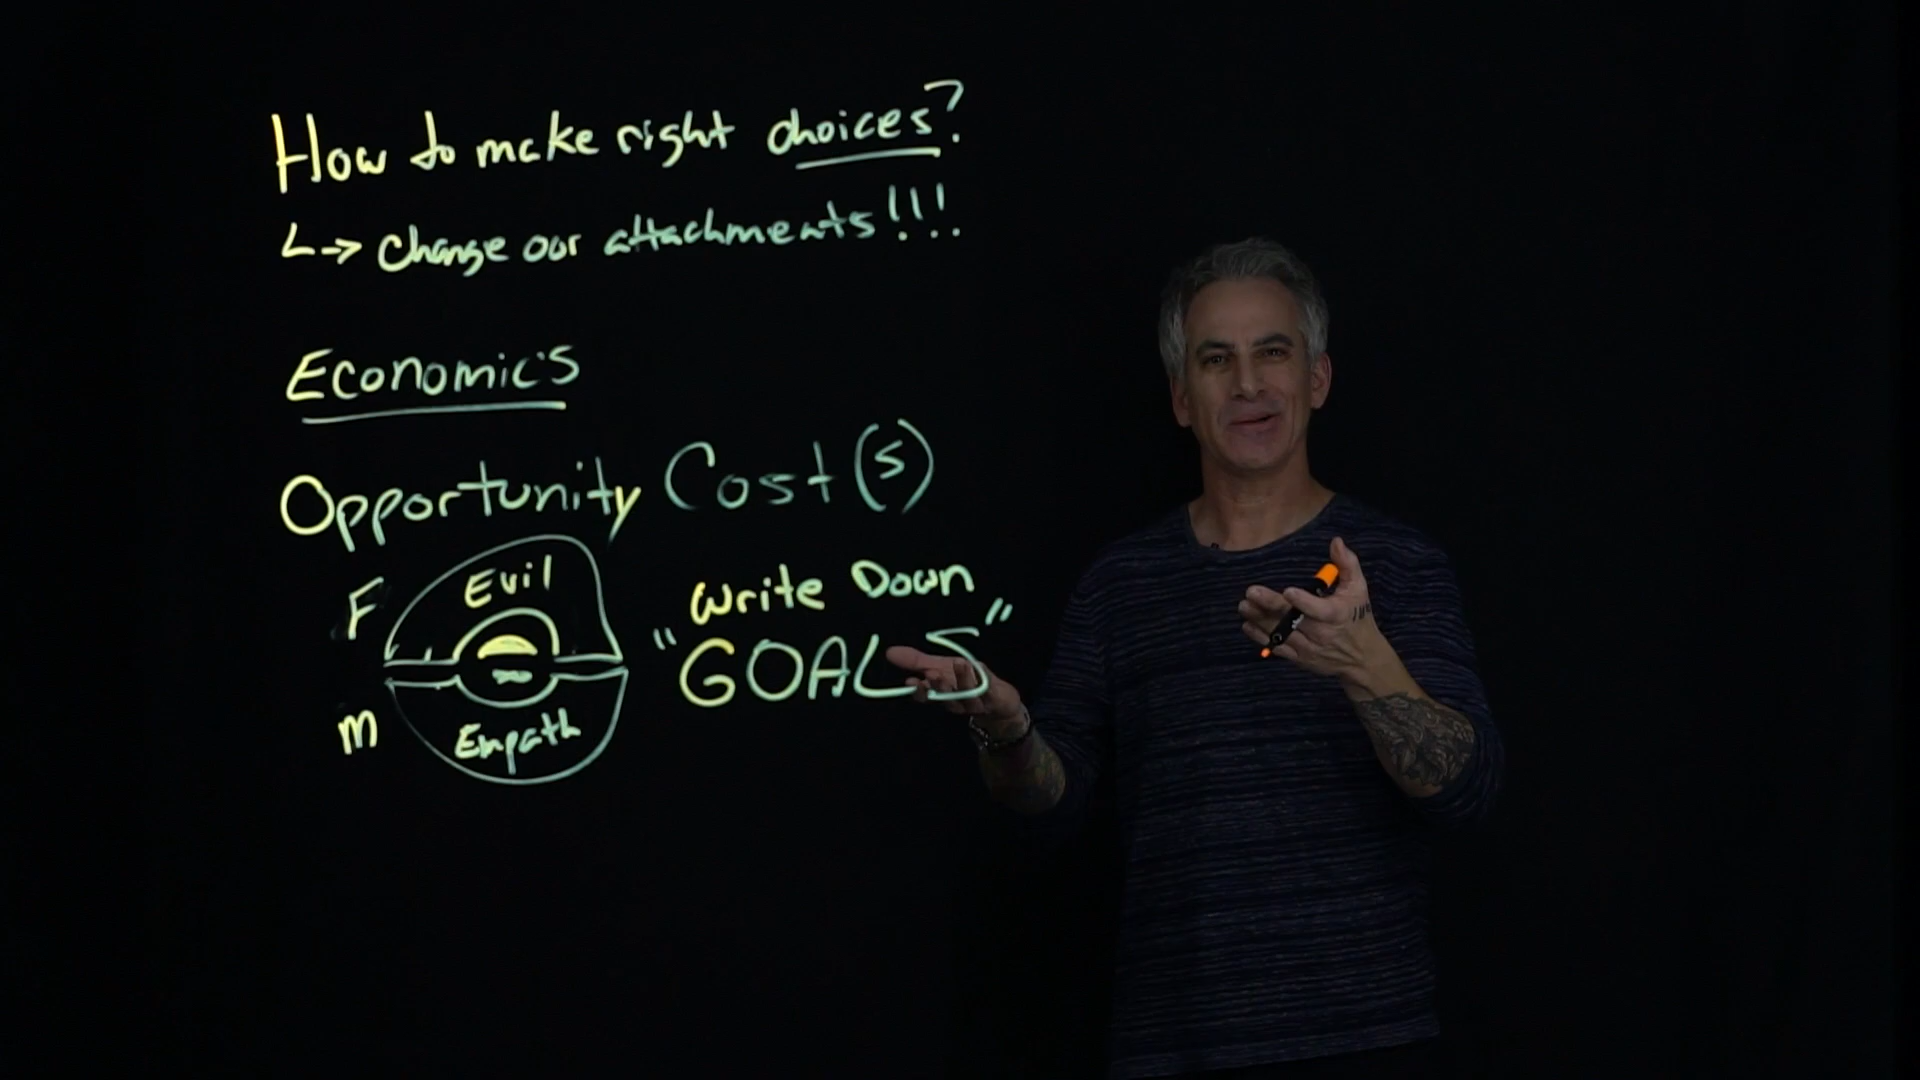 How to make right choices?
↳ change our attachments!!!
Economics
Opportunity Cost(s)
F
Evil
M
Empath
Write Down
"GOALS"